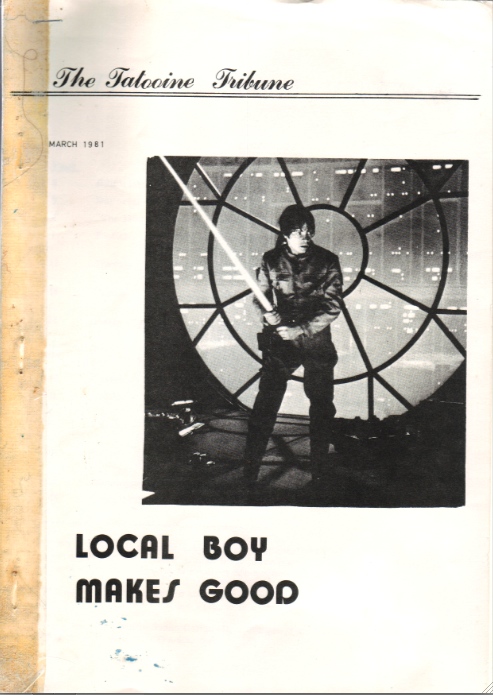 The Tatooine Tribune
MARCH 1981
LOCAL BOY
MAKES GOOD